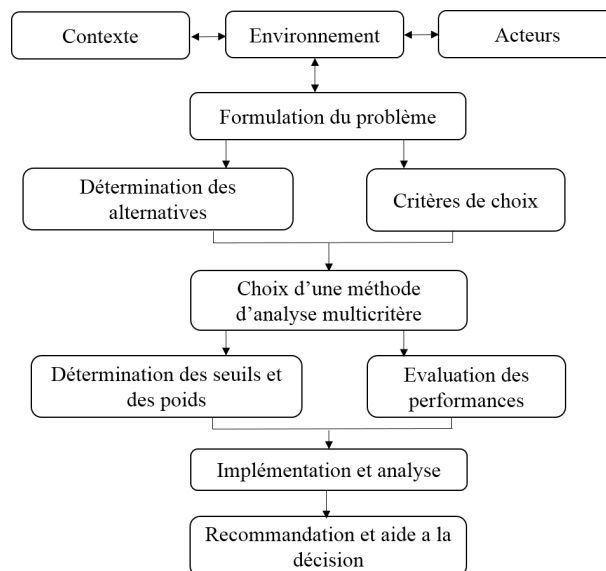 Contexte
Environnement
Acteurs
Formulation du problème
Détermination des
alternatives
Critères de choix
Choix d'une méthode
d'analyse multicritère
Détermination des seuils et
des poids
Evaluation des
performances
Implémentation et analyse
Recommandation et aide a la
décision